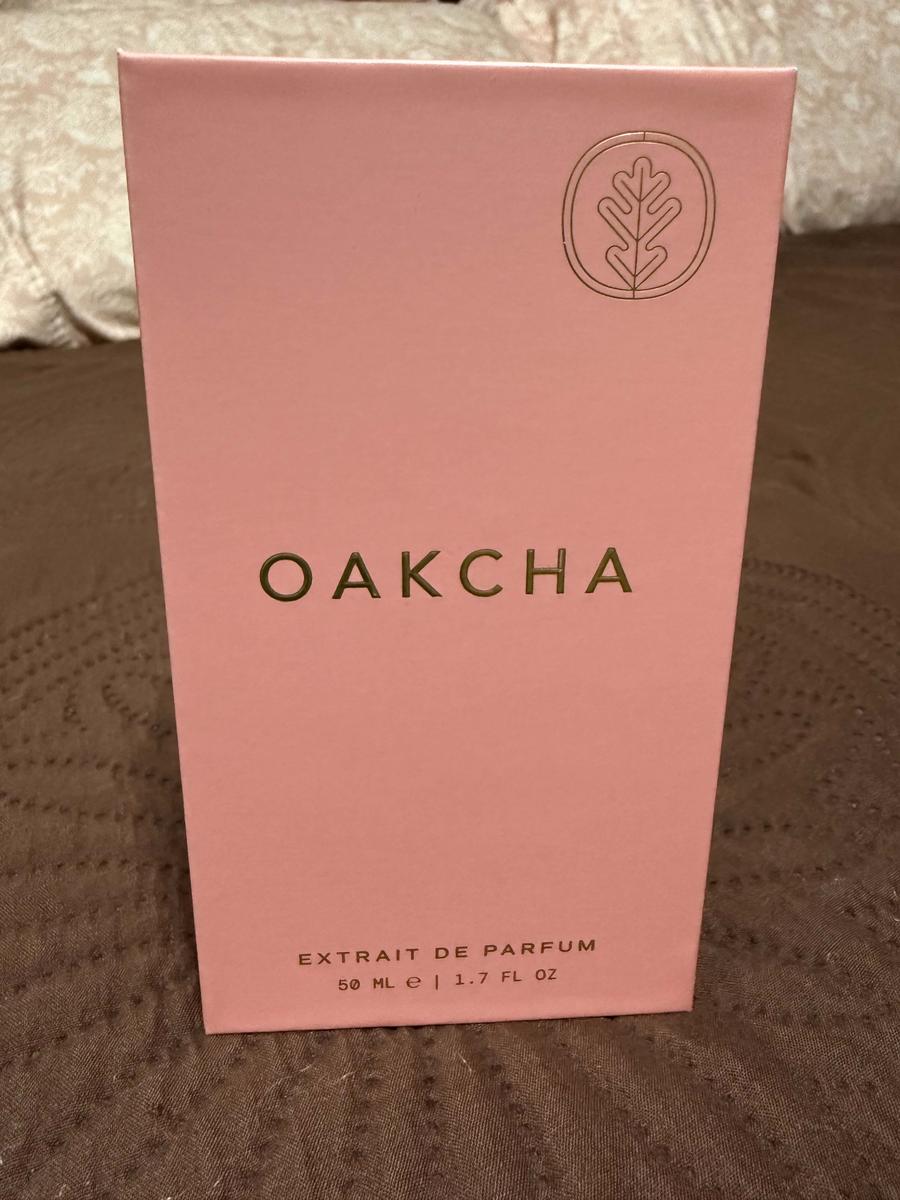 OAKCHA
EXTRAIT DE PARFUM
50 ML ℮ | 1.7 FL OZ